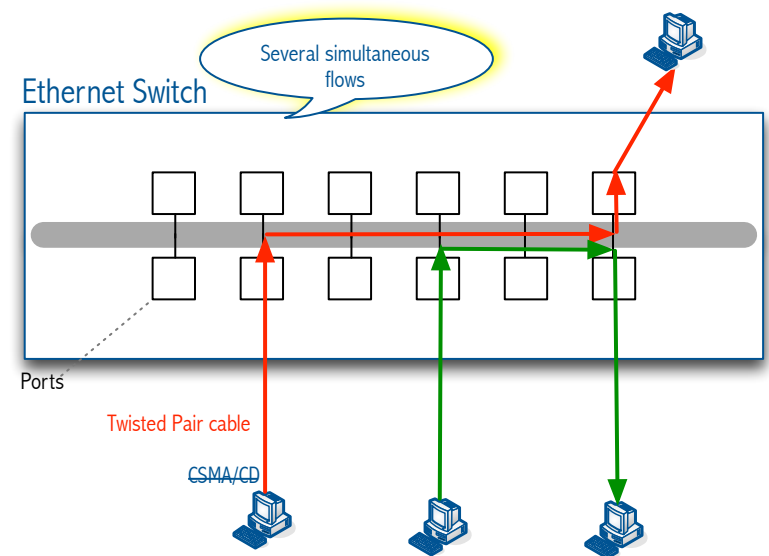 Several simultaneous
flows
Ethernet Switch
Ports
Twisted Pair cable
CSMA/CD